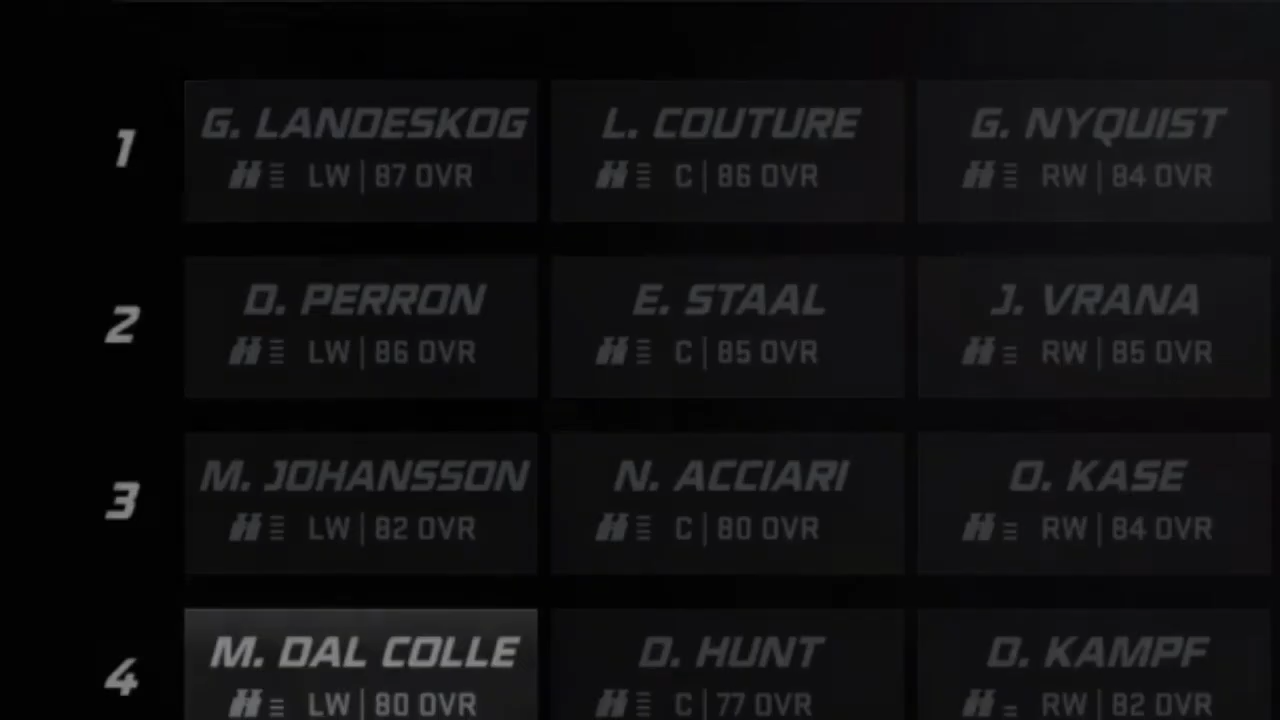 1
G. LANDESKOG
LW | 87 OVR
L. COUTURE
C | 86 OVR
G. NYQUIST
RW | 84 OVR
2
D. PERRON
LW | 86 OVR
E. STAAL
C | 85 OVR
J. VRANA
RW | 85 OVR
3
M. JOHANSSON
LW | 82 OVR
N. ACCIARI
C | 80 OVR
O. KASE
RW | 84 OVR
4
M. DAL COLLE
LW | 80 OVR
D. HUNT
C | 77 OVR
D. KAMPF
RW | 82 OVR